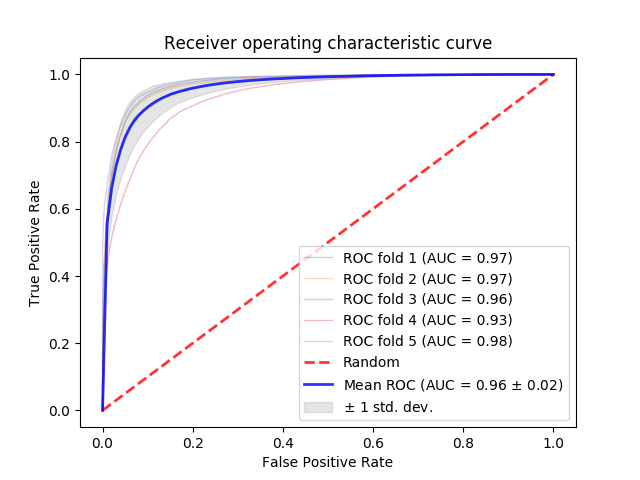 Receiver operating characteristic curve
True Positive Rate
1.0
0.8
0.6
0.4
0.2
0.0
ROC fold 1 (AUC = 0.97)
ROC fold 2 (AUC = 0.97)
ROC fold 3 (AUC = 0.96)
ROC fold 4 (AUC = 0.93)
ROC fold 5 (AUC = 0.98)
Random
Mean ROC (AUC = 0.96 ± 0.02)
± 1 std. dev.
0.0 0.2 0.4 0.6 0.8 1.0
False Positive Rate